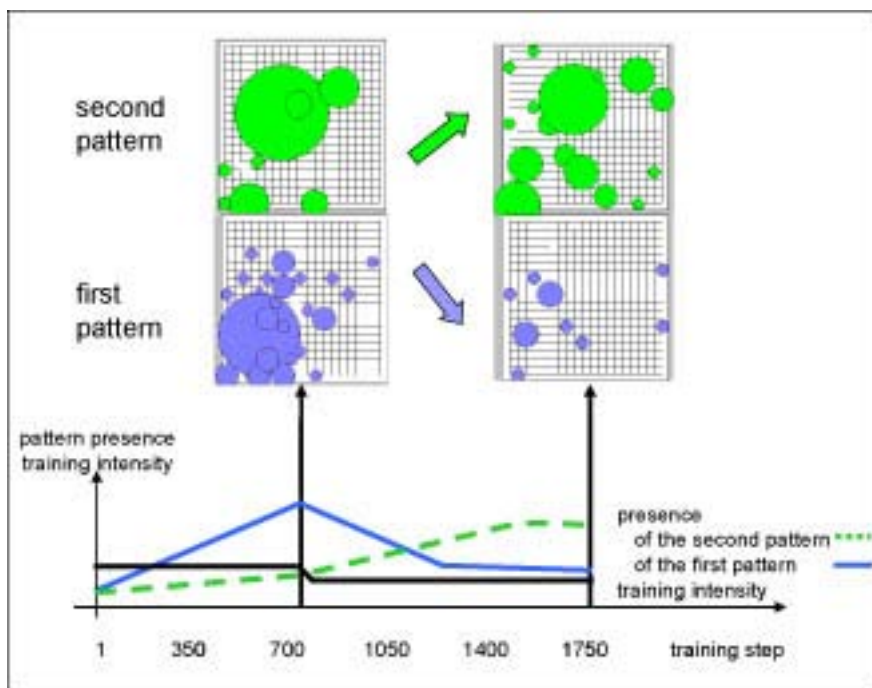 second
pattern
first
pattern
pattern presence
training intensity
presence
of the second pattern
of the first pattern
training intensity
1 350 700 1050 1400 1750 training step